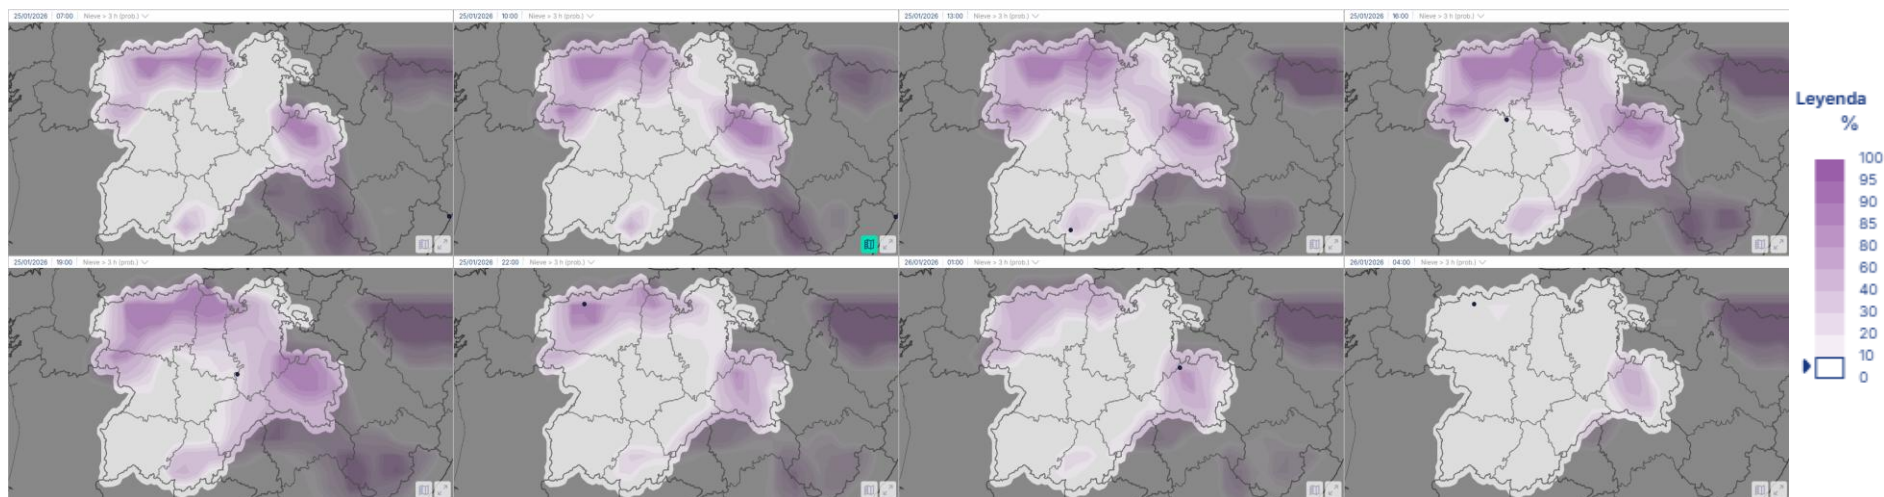 25/01/2026 07:00 Nieve > 3 h (prob.)
25/01/2026 10:00 Nieve > 3 h (prob.)
25/01/2026 13:00 Nieve > 3 h (prob.)
25/01/2026 16:00 Nieve > 3 h (prob.)
Leyenda
%
100
95
90
85
80
60
40
30
20
10
0
25/01/2026 19:00 Nieve > 3 h (prob.)
25/01/2026 22:00 Nieve > 3 h (prob.)
26/01/2026 01:00 Nieve > 3 h (prob.)
26/01/2026 04:00 Nieve > 3 h (prob.)